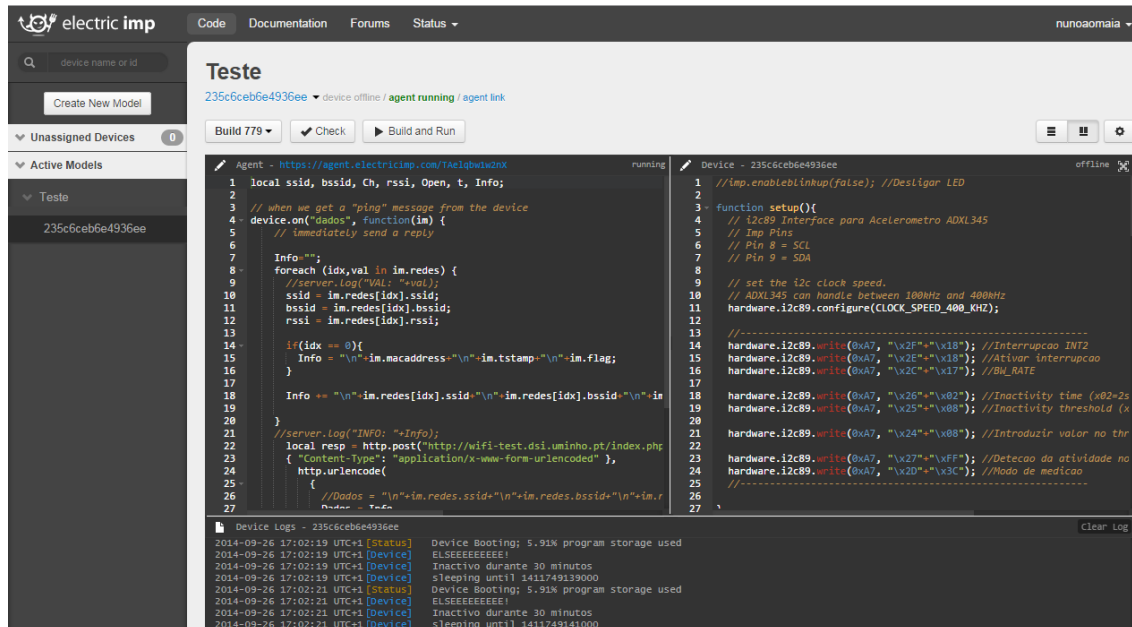 electric imp Code Documentation Forums Status nunoaomaia
device name or id
Create New Model
Unassigned Devices 0
Active Models
Teste
235c6ceb6e4936ee
Teste
235c6ceb6e4936ee device offline / agent running / agent link
Build 779 Check Build and Run
Agent - https://agent.electricimp.com/TAelqbw1w2nX running
1 local ssid, bssid, Ch, rssi, Open, t, Info;
2
3 // when we get a "ping" message from the device
4 device.on("dados", function(im) {
5 // immediately send a reply
6
7 Info="";
8 foreach (idx,val in im.redes) {
9 //server.log("VAL: "+val);
10 ssid = im.redes[idx].ssid;
11 bssid = im.redes[idx].bssid;
12 rssi = im.redes[idx].rssi;
13
14 if(idx == 0){
15 Info = "\n"+im.macaddress+"\n"+im.tstamp+"\n"+im.flag;
16 }
17
18 Info += "\n"+im.redes[idx].ssid+"\n"+im.redes[idx].bssid+"\n"+im
19
20 }
21 //server.log("INFO: "+Info);
22 local resp = http.post("http://wifi-test.dsi.uminho.pt/index.php
23 { "Content-Type": "application/x-www-form-urlencoded" },
24 http.urlencode(
25 {
26 //Dados = "\n"+im.redes.ssid+"\n"+im.redes.bssid+"\n"+im.r
27 Dados = Info
Device - 235c6ceb6e4936ee offline
1 //imp.enableblinkup(false); //Desligar LED
2
3 function setup(){
4 // i2c89 Interface para Acelerometro ADXL345
5 // Imp Pins
6 // Pin 8 = SCL
7 // Pin 9 = SDA
8
9 // set the i2c clock speed.
10 // ADXL345 can handle between 100kHz and 400kHz
11 hardware.i2c89.configure(CLOCK_SPEED_400_KHZ);
12
13 //----------------------------------------------------
14 hardware.i2c89.write(0xA7, "\x2F"+"\x18"); //Interrupcao INT2
15 hardware.i2c89.write(0xA7, "\x2E"+"\x18"); //Ativar interrupcao
16 hardware.i2c89.write(0xA7, "\x2C"+"\x17"); //BW_RATE
17
18 hardware.i2c89.write(0xA7, "\x26"+"\x02"); //Inactivity time (x02=2s
19 hardware.i2c89.write(0xA7, "\x25"+"\x08"); //Inactivity threshold (x
20
21 hardware.i2c89.write(0xA7, "\x24"+"\x08"); //Introduzir valor no thr
22
23 hardware.i2c89.write(0xA7, "\x27"+"\xFF"); //Detecao da atividade no
24 hardware.i2c89.write(0xA7, "\x2D"+"\x3C"); //Modo de medicao
25 //----------------------------------------------------
26
27 }
Device Logs - 235c6ceb6e4936ee Clear Log
2014-09-26 17:02:19 UTC+1 [Status] Device Booting; 5.91% program storage used
2014-09-26 17:02:19 UTC+1 [Device] ELSEEEEEEEEE!
2014-09-26 17:02:19 UTC+1 [Device] Inactivo durante 30 minutos
2014-09-26 17:02:19 UTC+1 [Device] sleeping until 1411749139000
2014-09-26 17:02:21 UTC+1 [Status] Device Booting; 5.91% program storage used
2014-09-26 17:02:21 UTC+1 [Device] ELSEEEEEEEEE!
2014-09-26 17:02:21 UTC+1 [Device] Inactivo durante 30 minutos
2014-09-26 17:02:21 UTC+1 [Device] sleeping until 1411749141000